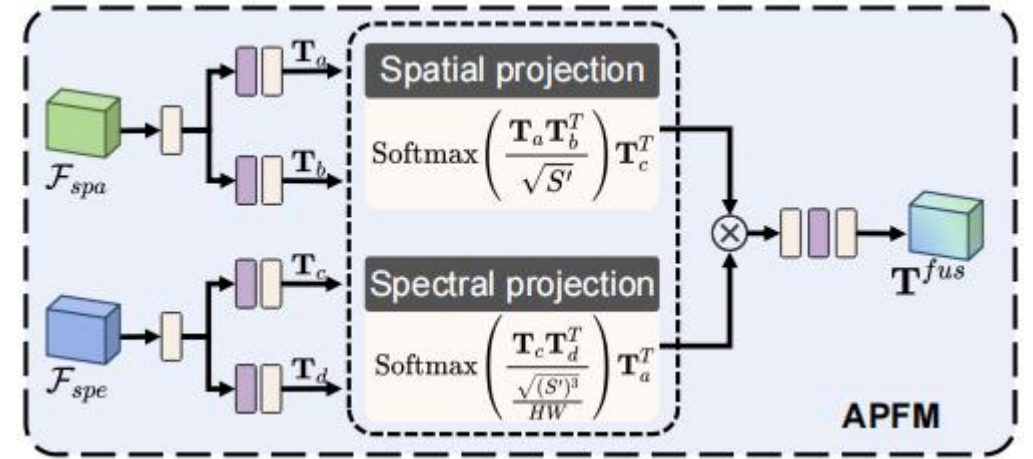 T_a
Spatial projection
Softmax(T_a T_b^T / √S′) T_c^T
F_spa
T_b
T_c
Spectral projection
Softmax(T_c T_d^T / (√(S′)^3 / HW)) T_a^T
F_spe
T_d
⊗
T^fus
APFM